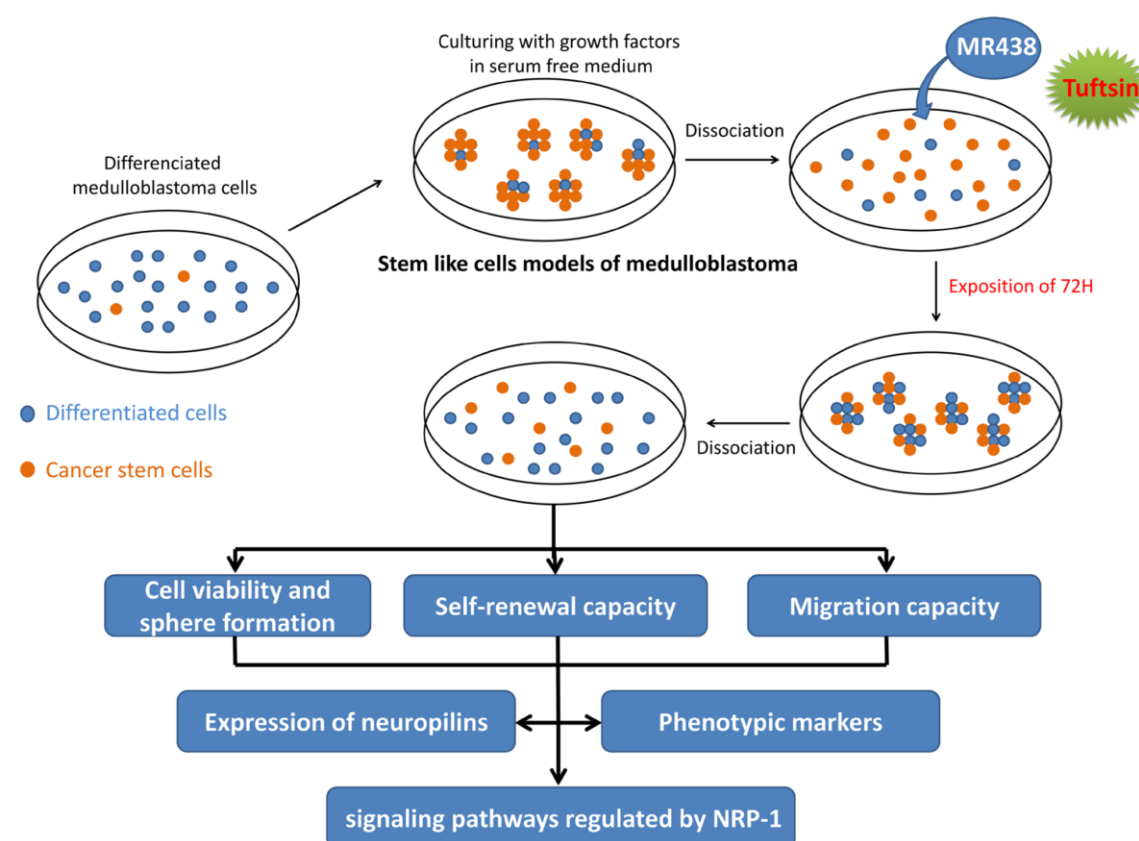 Culturing with growth factors
in serum free medium
MR438
Tuftsin
Dissociation
Differenciated
medulloblastoma cells
Stem like cells models of medulloblastoma
Exposition of 72H
Differentiated cells
Cancer stem cells
Dissociation
Cell viability and
sphere formation
Self-renewal capacity
Migration capacity
Expression of neuropilins
Phenotypic markers
signaling pathways regulated by NRP-1